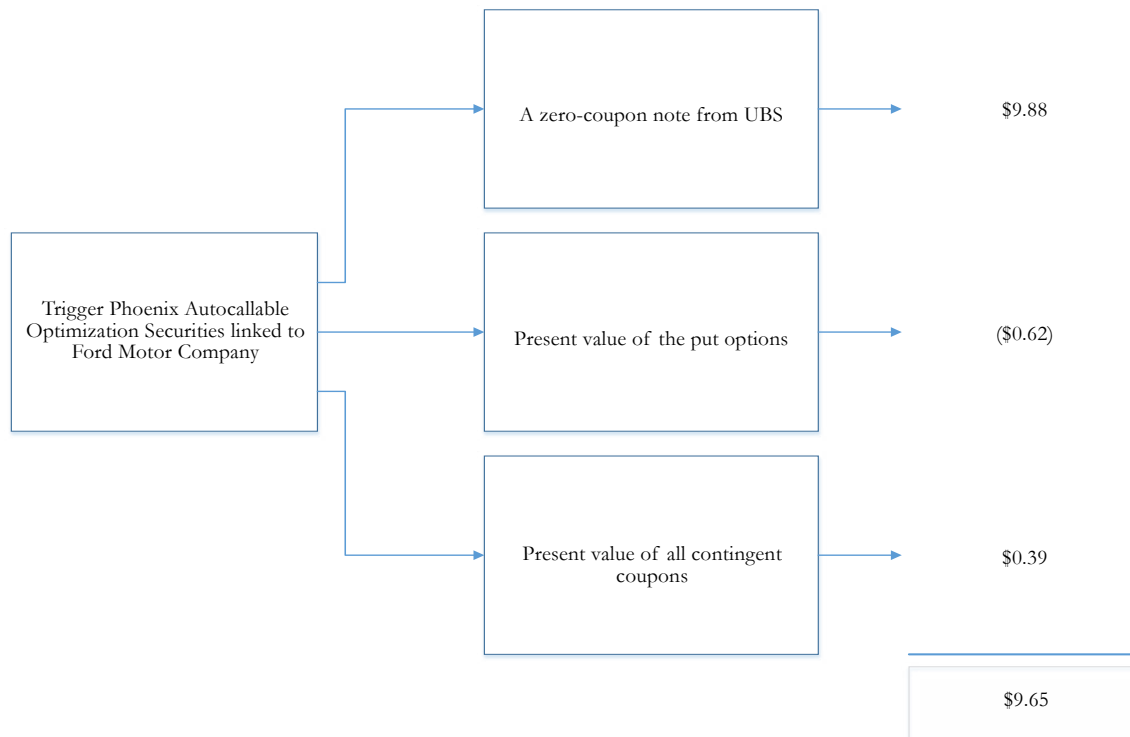 A zero-coupon note from UBS
$9.88
Trigger Phoenix Autocallable
Optimization Securities linked to
Ford Motor Company
Present value of the put options
($0.62)
Present value of all contingent
coupons
$0.39
$9.65